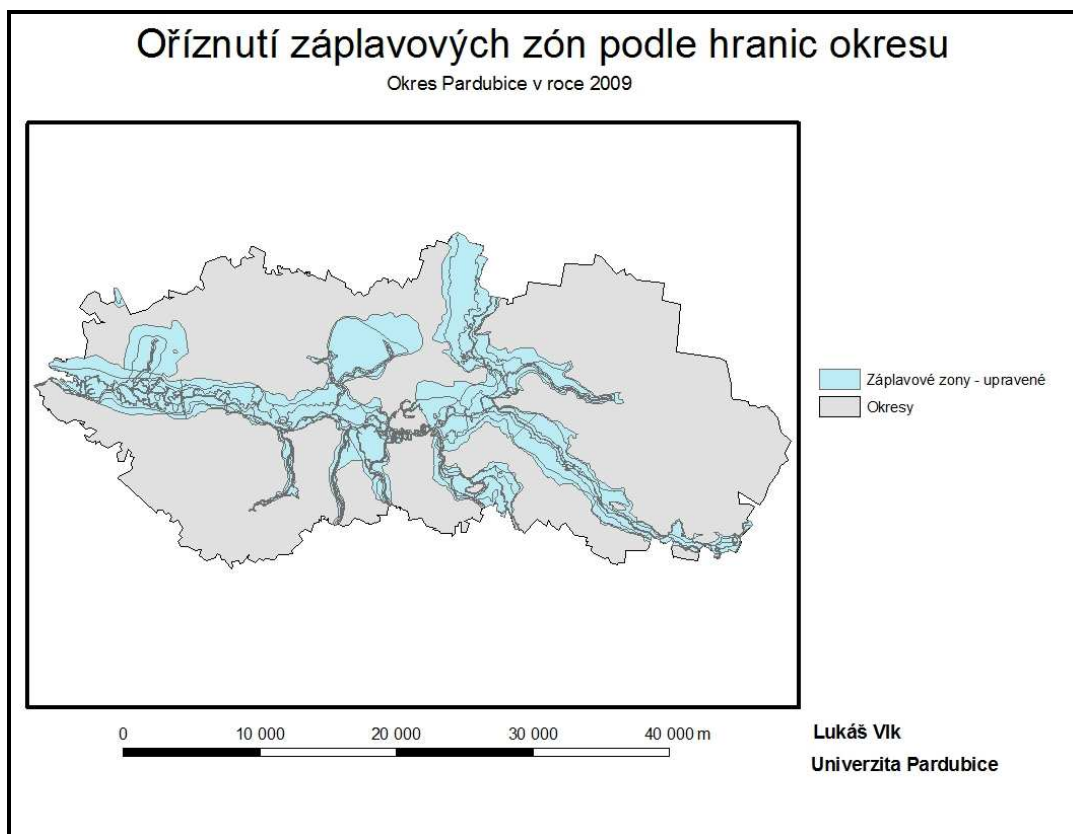 Oříznutí záplavových zón podle hranic okresu
Okres Pardubice v roce 2009
Záplavové zony - upravené
Okresy
0 10 000 20 000 30 000 40 000 m
Lukáš Vlk
Univerzita Pardubice